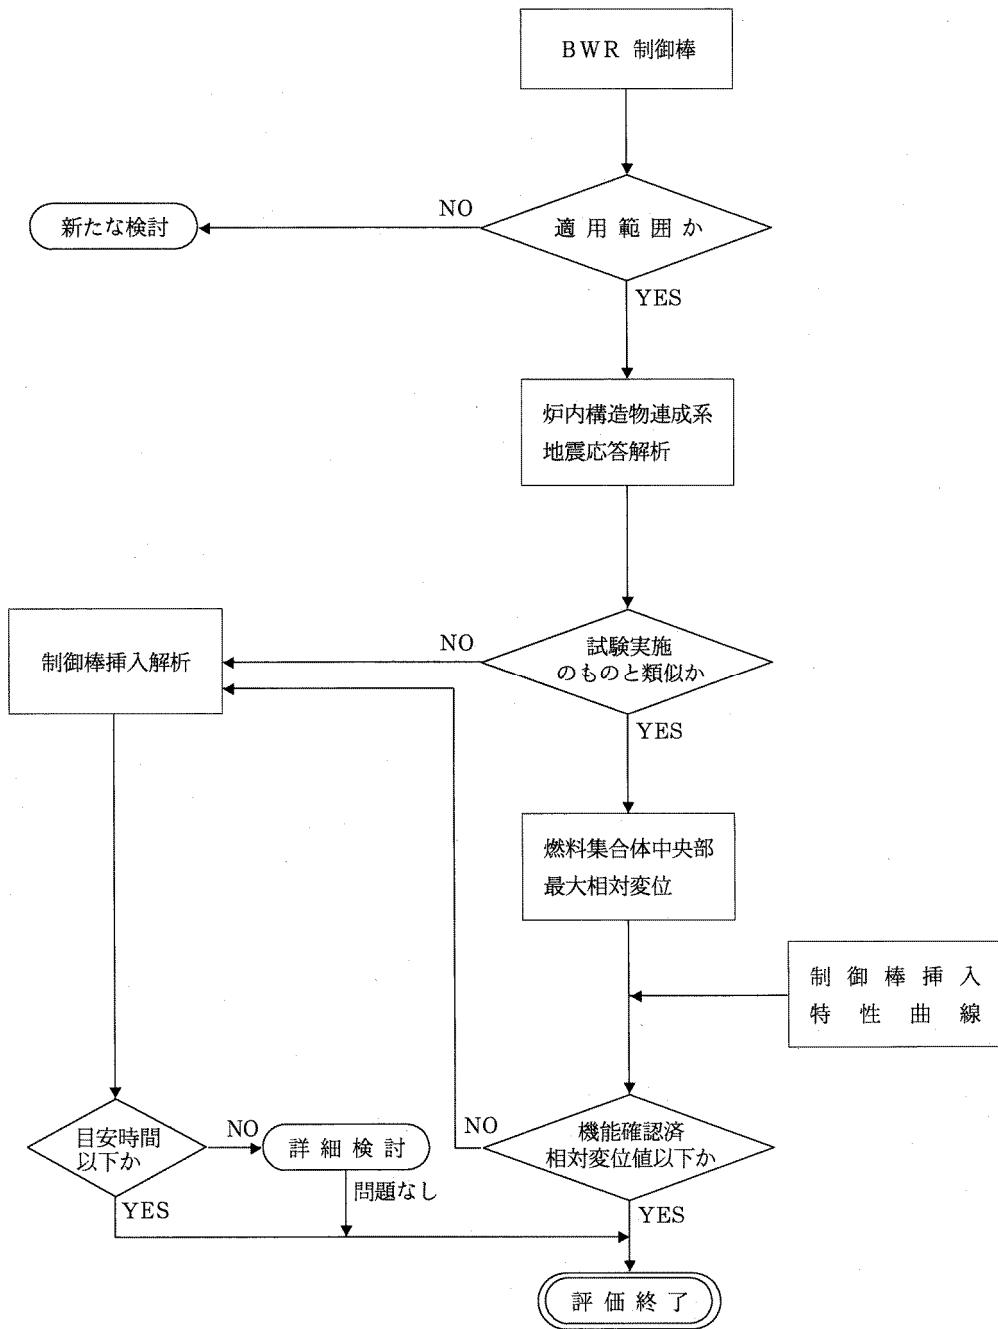 BWR 制御棒
適用範囲か
NO
新たな検討
YES
炉内構造物連成系
地震応答解析
試験実施
のものと類似か
NO
制御棒挿入解析
YES
燃料集合体中央部
最大相対変位
制御棒挿入
特性曲線
機能確認済
相対変位値以下か
NO
目安時間
以下か
NO
詳細検討
問題なし
YES
YES
評価終了